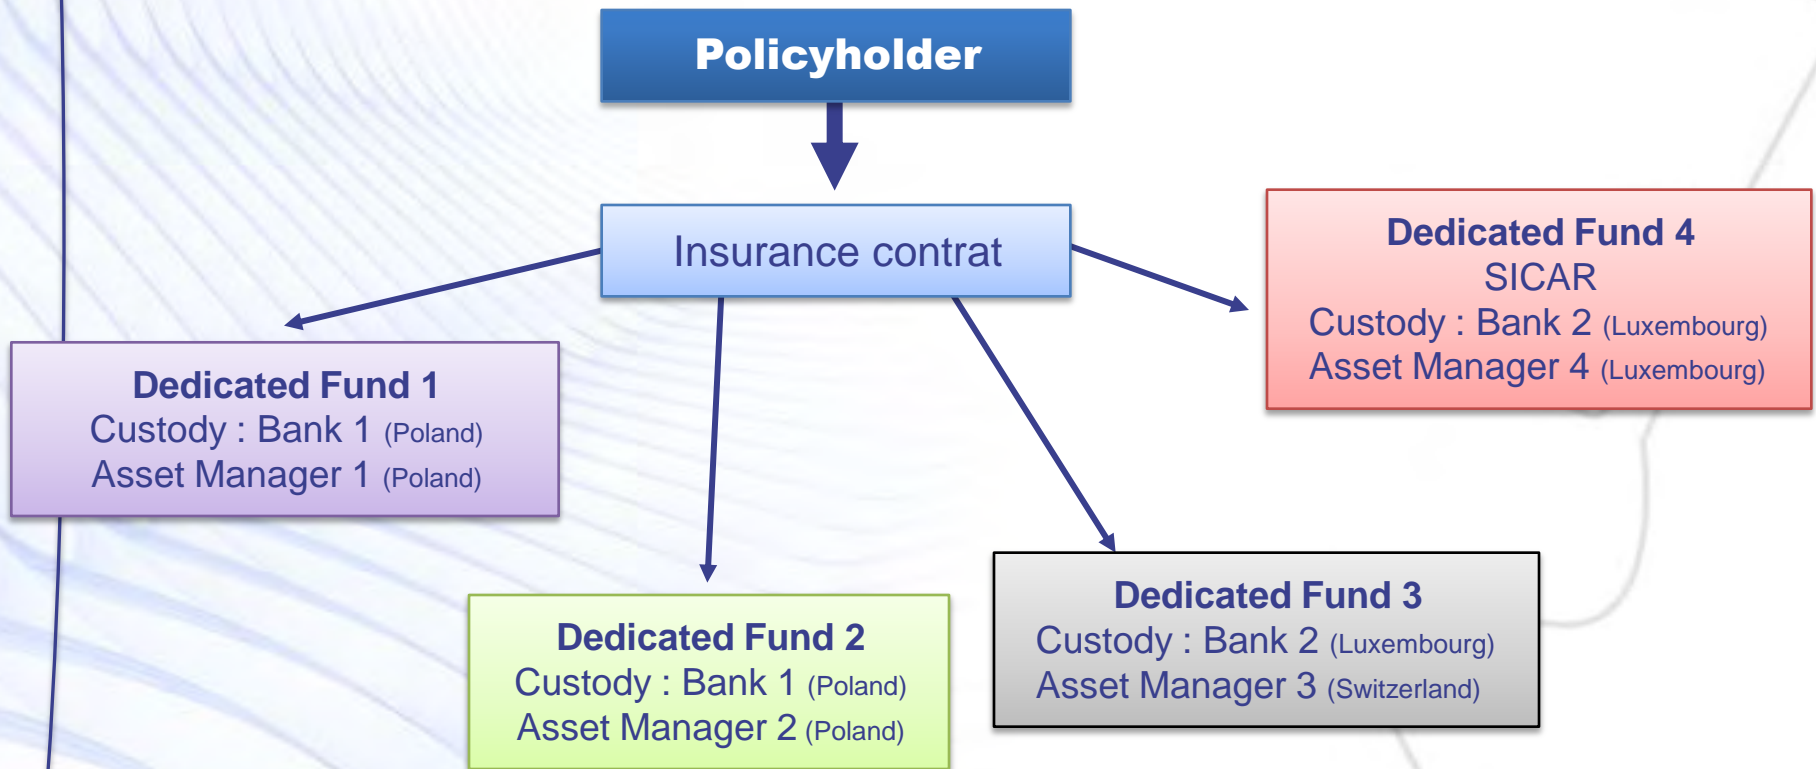 Policyholder
Insurance contrat
Dedicated Fund 4
SICAR
Custody : Bank 2 (Luxembourg)
Asset Manager 4 (Luxembourg)
Dedicated Fund 1
Custody : Bank 1 (Poland)
Asset Manager 1 (Poland)
Dedicated Fund 3
Custody : Bank 2 (Luxembourg)
Asset Manager 3 (Switzerland)
Dedicated Fund 2
Custody : Bank 1 (Poland)
Asset Manager 2 (Poland)